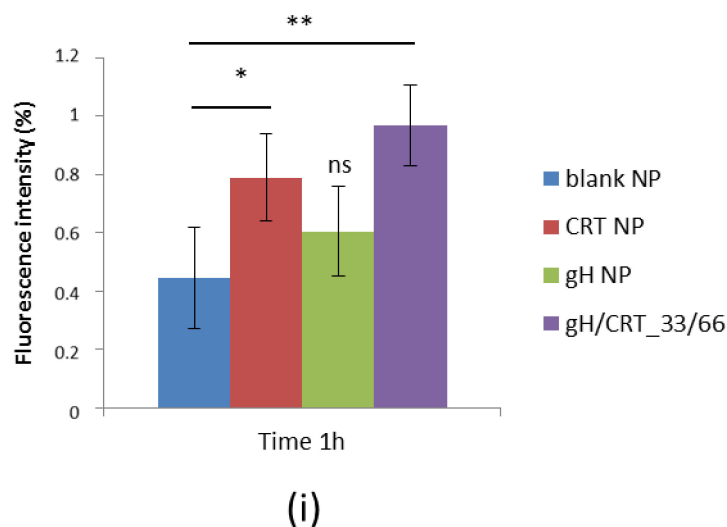 **
1.2
*
1
ns
0.8
0.6
0.4
0.2
0
Fluorescence intensity (%)
Time 1h
blank NP
CRT NP
gH NP
gH/CRT_33/66
(i)